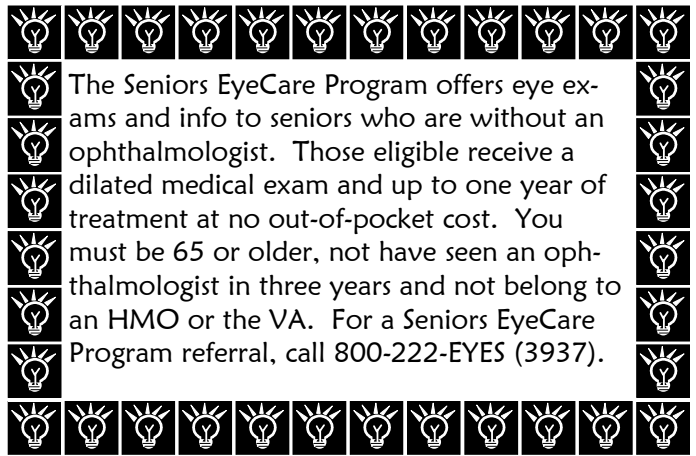 The Seniors EyeCare Program offers eye ex-
ams and info to seniors who are without an
ophthalmologist.  Those eligible receive a
dilated medical exam and up to one year of
treatment at no out-of-pocket cost.  You
must be 65 or older, not have seen an oph-
thalmologist in three years and not belong to
an HMO or the VA.  For a Seniors EyeCare
Program referral, call 800-222-EYES (3937).